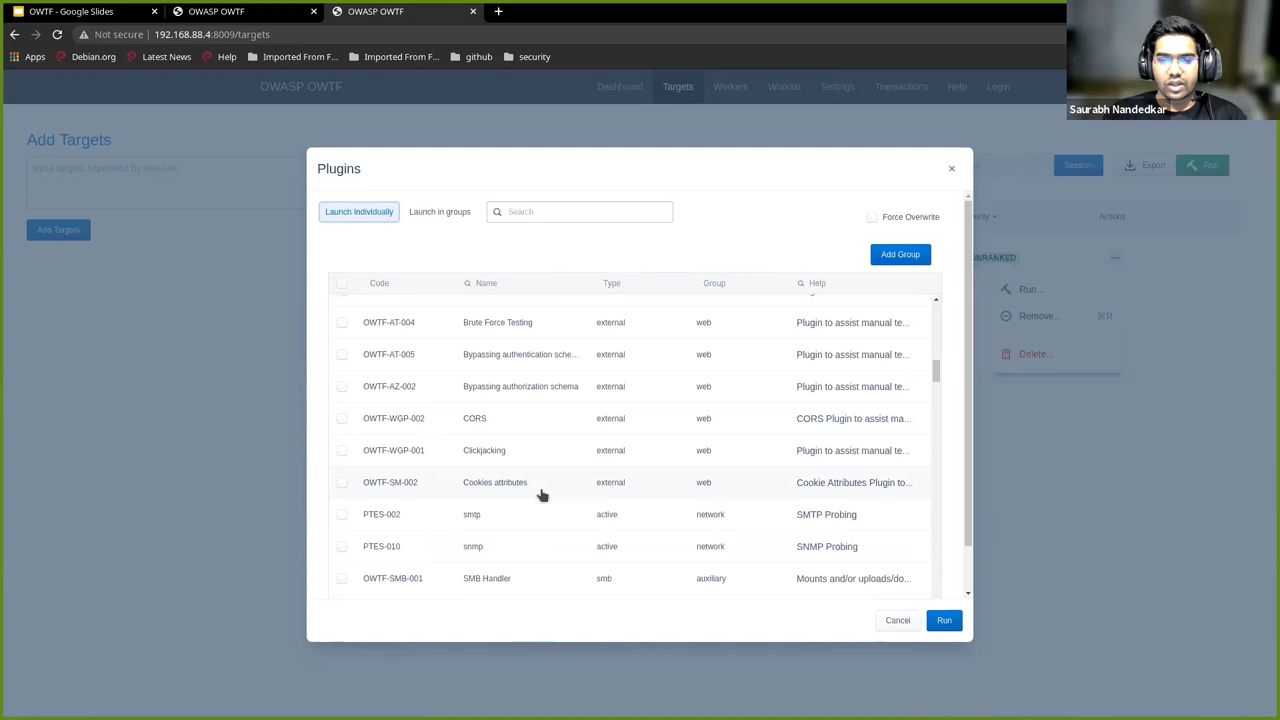 OWTF - Google Slides
OWASP OWTF
OWASP OWTF
Not secure
192.168.88.4:8009/targets
Apps
Debian.org
Latest News
Help
Imported From F...
Imported From F...
github
security
OWASP OWTF
Dashboard
Targets
Workers
Worklist
Settings
Transactions
Help
Login
Saurabh Nandedkar
Add Targets
Input targets seperated by new line
Add Targets
Session
Export
Run
Actions
UNRANKED
Run...
Remove...
⌘R
Delete...
Plugins
Launch Individually
Launch in groups
Search
Force Overwrite
Add Group
Code Name Type Group Help
OWTF-AT-004 Brute Force Testing external web Plugin to assist manual te...
OWTF-AT-005 Bypassing authentication sche... external web Plugin to assist manual te...
OWTF-AZ-002 Bypassing authorization schema external web Plugin to assist manual te...
OWTF-WGP-002 CORS external web CORS Plugin to assist ma...
OWTF-WGP-001 Clickjacking external web Plugin to assist manual te...
OWTF-SM-002 Cookies attributes external web Cookie Attributes Plugin to...
PTES-002 smtp active network SMTP Probing
PTES-010 snmp active network SNMP Probing
OWTF-SMB-001 SMB Handler smb auxiliary Mounts and/or uploads/do...
Cancel
Run